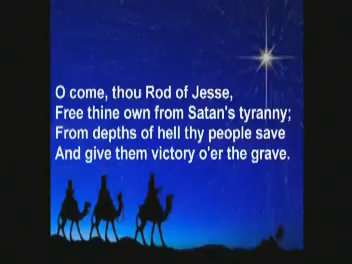 O come, thou Rod of Jesse,
Free thine own from Satan's tyranny;
From depths of hell thy people save
And give them victory o'er the grave.